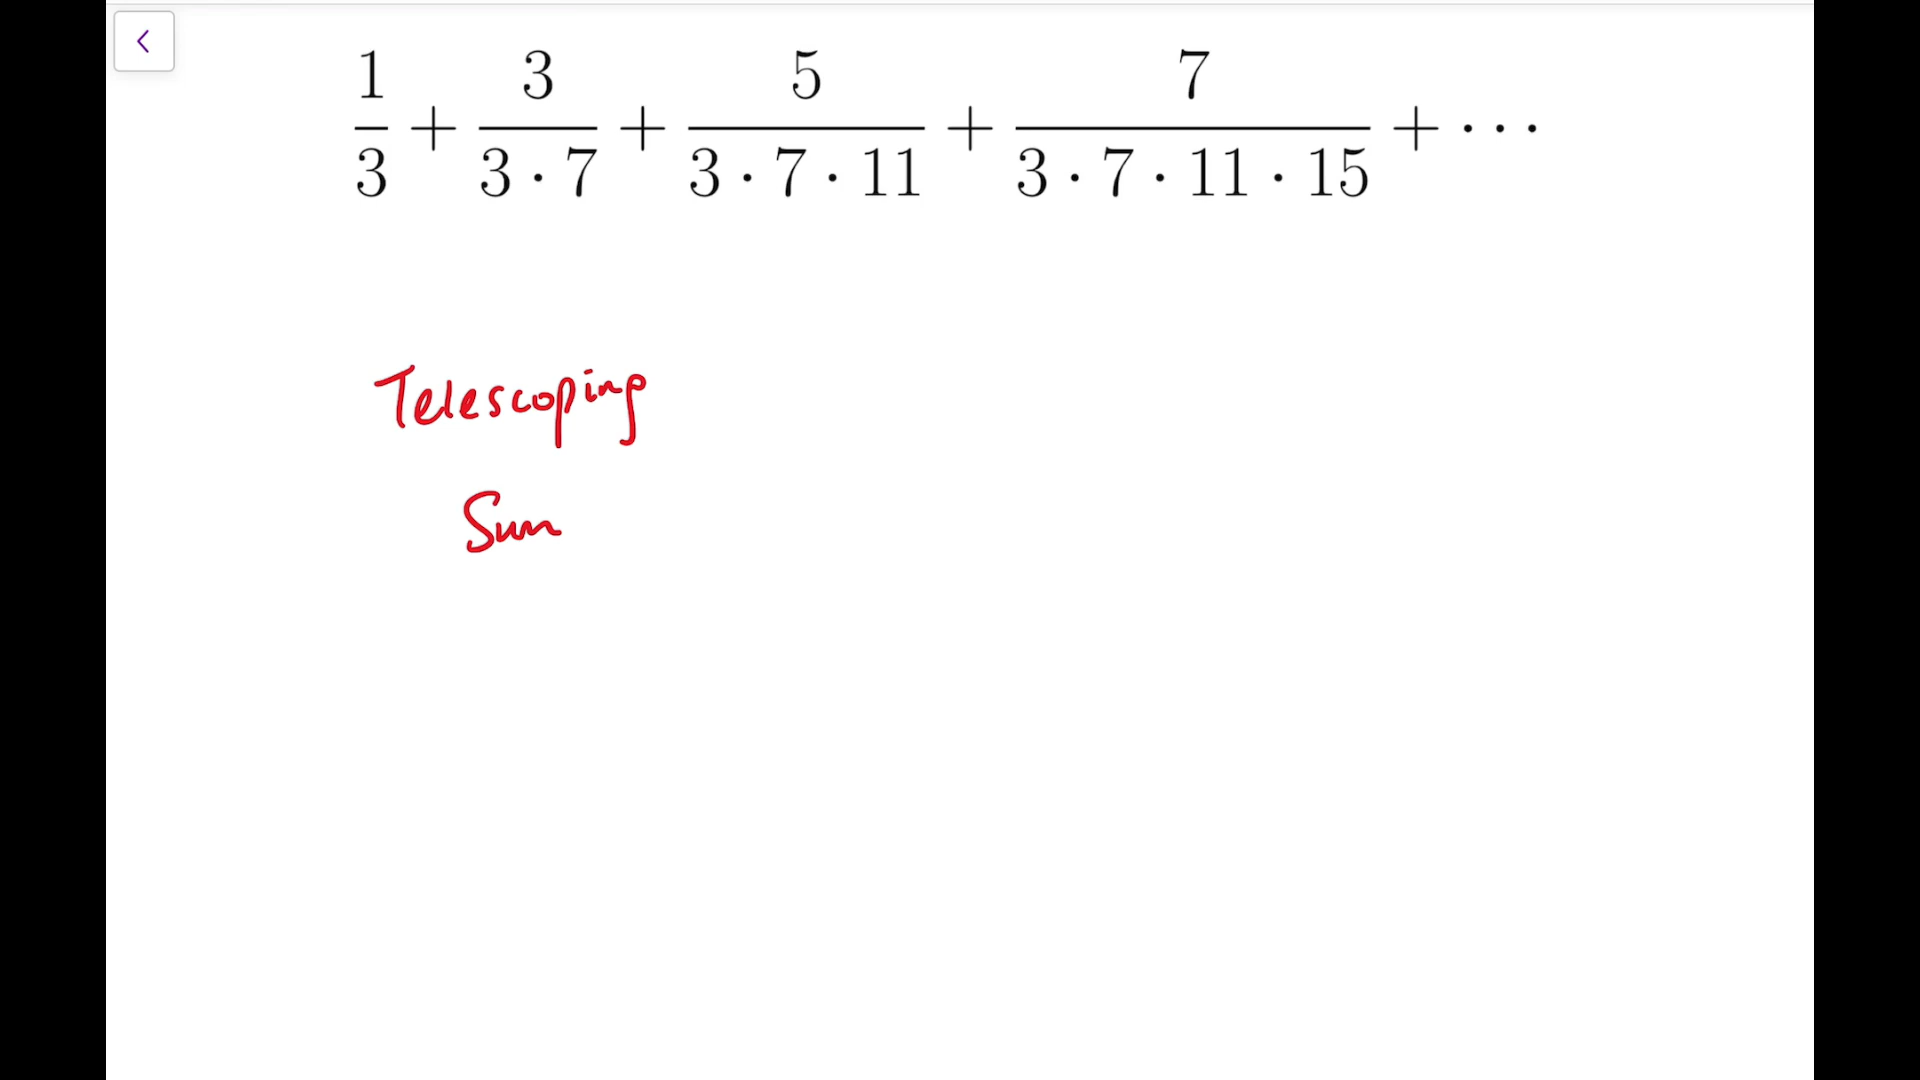 1/3 + 3/(3 · 7) + 5/(3 · 7 · 11) + 7/(3 · 7 · 11 · 15) + · · ·
Telescoping
Sum